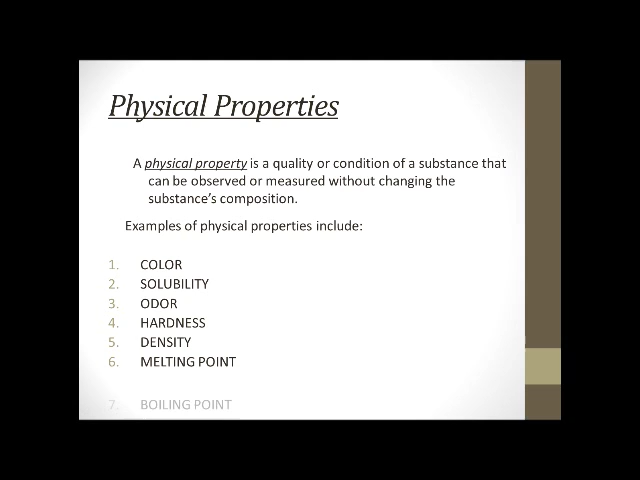 Physical Properties
A physical property is a quality or condition of a substance that
can be observed or measured without changing the
substance's composition.
Examples of physical properties include:
1. COLOR
2. SOLUBILITY
3. ODOR
4. HARDNESS
5. DENSITY
6. MELTING POINT
7. BOILING POINT